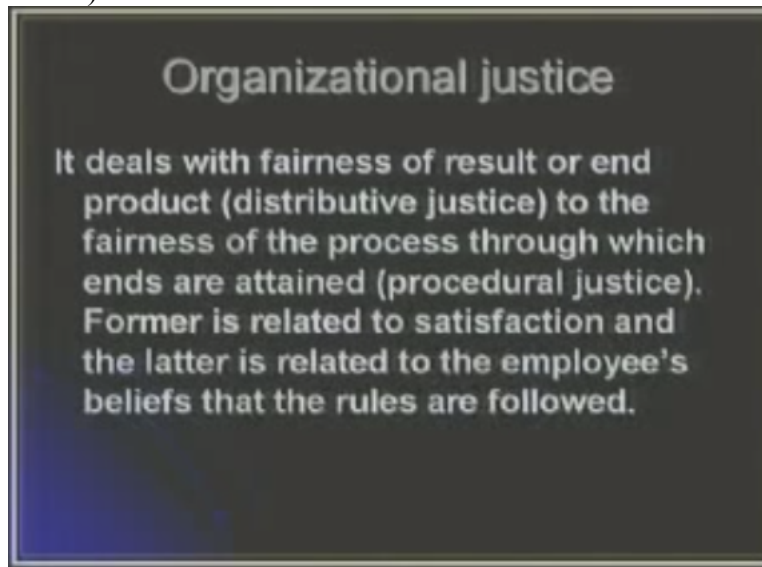 Organizational justice
It deals with fairness of result or end
product (distributive justice) to the
fairness of the process through which
ends are attained (procedural justice).
Former is related to satisfaction and
the latter is related to the employee's
beliefs that the rules are followed.